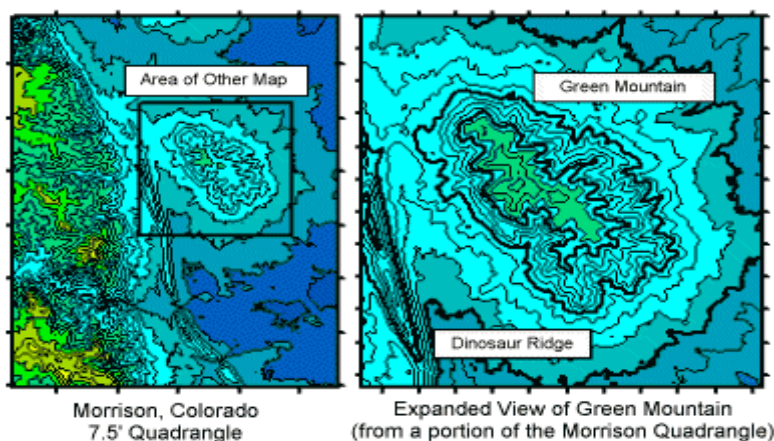 Area of Other Map
Green Mountain
Dinosaur Ridge
Morrison, Colorado
7.5' Quadrangle
Expanded View of Green Mountain
(from a portion of the Morrison Quadrangle)